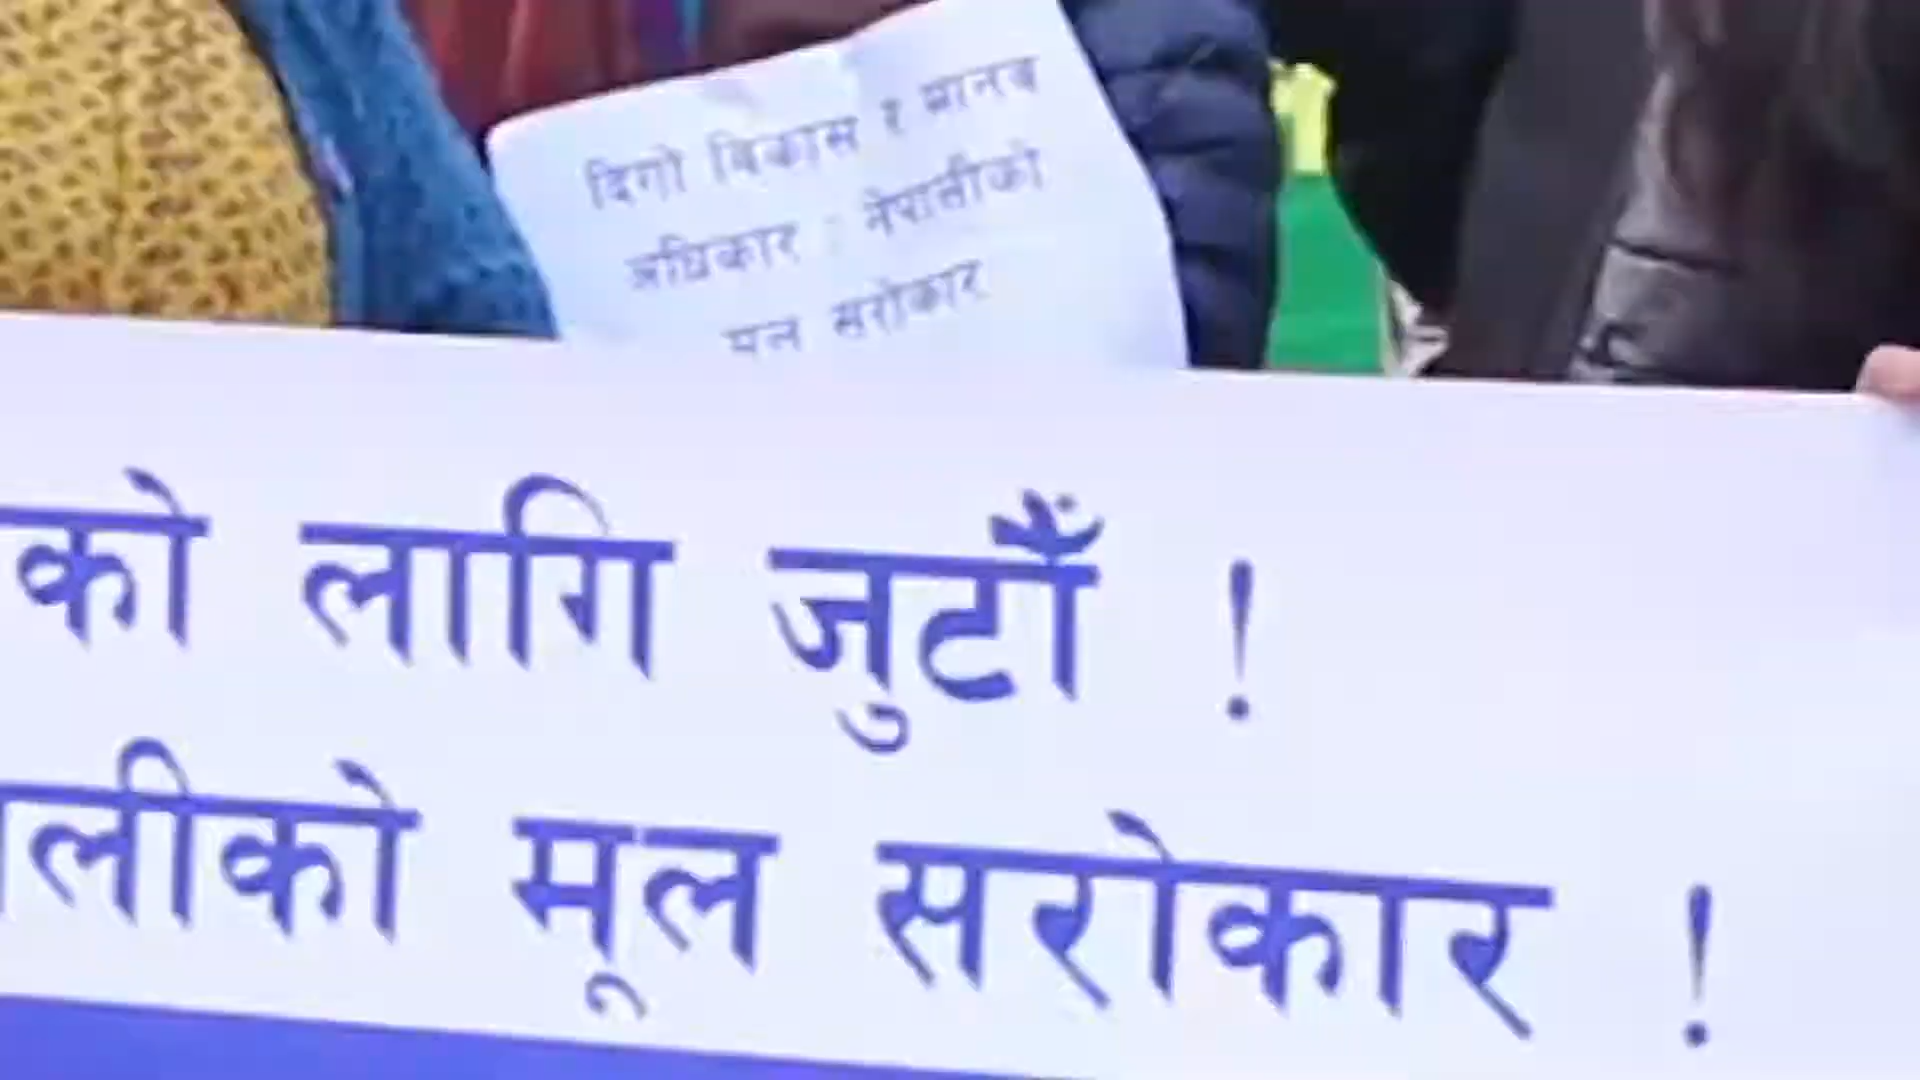 दिगो विकास र मानव
अधिकार : नेपालीको
मूल सरोकार
को लागि जुटौँ !
लीको मूल सरोकार !